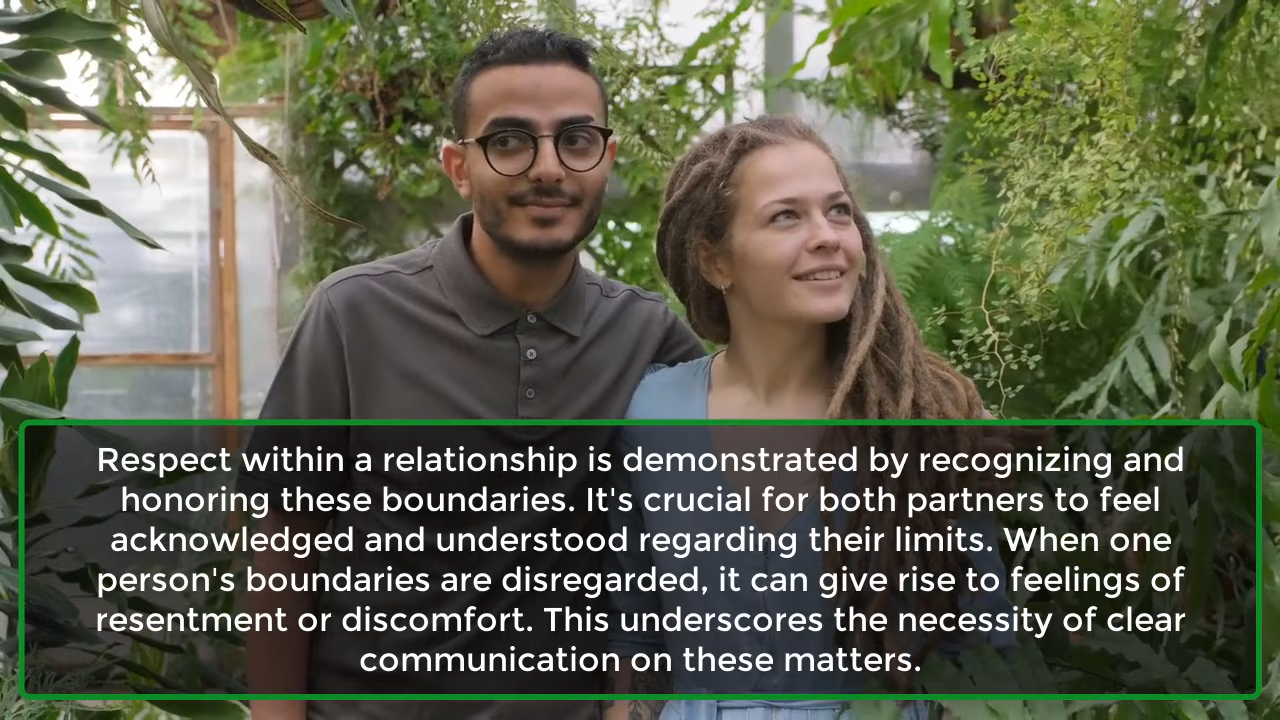 Respect within a relationship is demonstrated by recognizing and
honoring these boundaries. It's crucial for both partners to feel
acknowledged and understood regarding their limits. When one
person's boundaries are disregarded, it can give rise to feelings of
resentment or discomfort. This underscores the necessity of clear
communication on these matters.